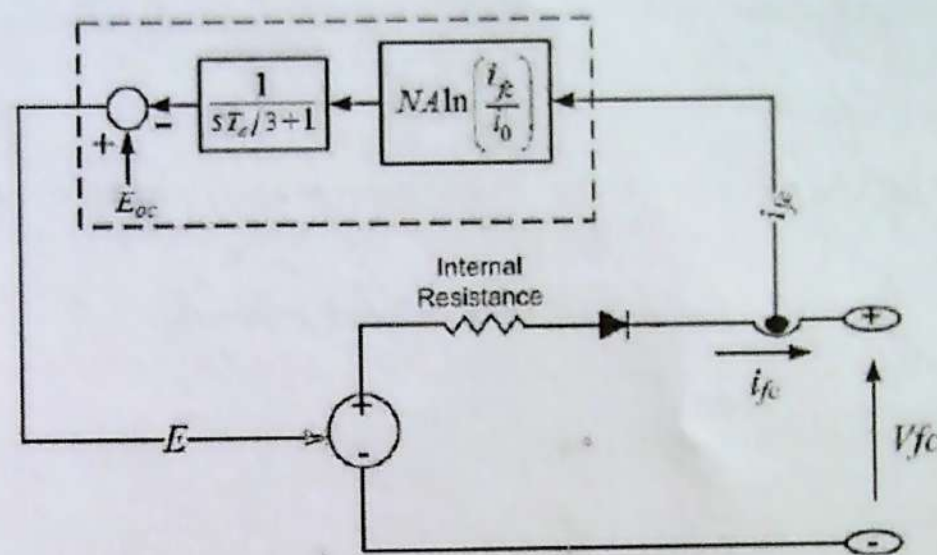 1 / (sT_d/3+1)
NA ln (i_fc / i_0)
+ -
E_oc
i_fc
Internal
Resistance
+
i_fc
+
E
-
Vfc
-